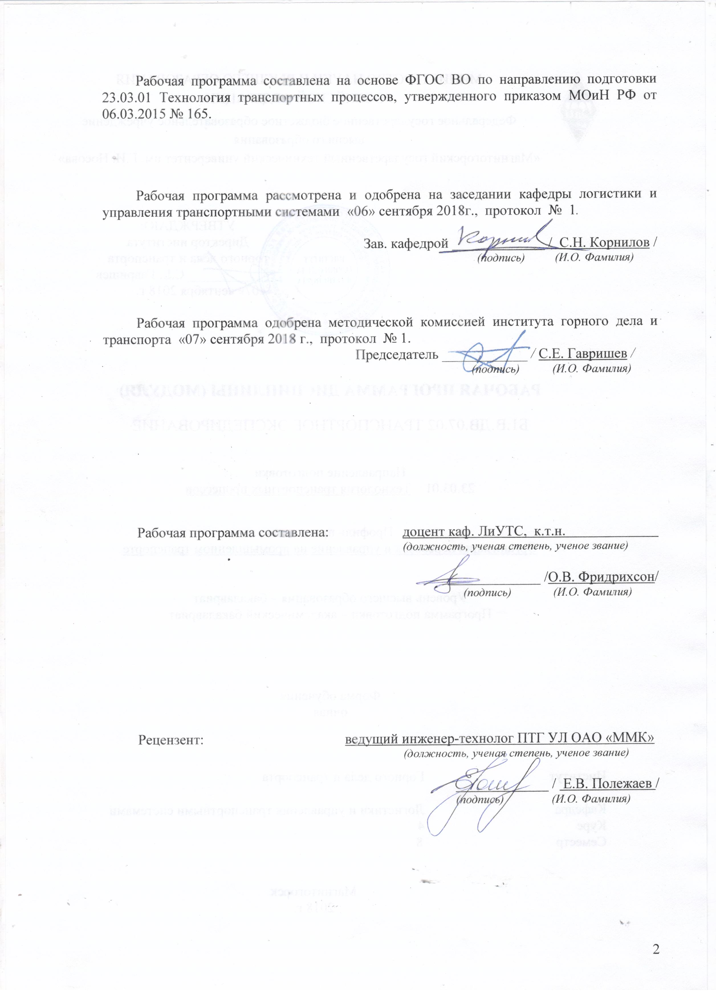 Рабочая программа составлена на основе ФГОС ВО по направлению подготовки
23.03.01 Технология транспортных процессов, утвержденного приказом МОиН РФ от
06.03.2015 № 165.
Рабочая программа рассмотрена и одобрена на заседании кафедры логистики и
управления транспортными системами «06» сентября 2018г., протокол № 1.
Зав. кафедрой / С.Н. Корнилов /
(подпись) (И.О. Фамилия)
Рабочая программа одобрена методической комиссией института горного дела и
транспорта «07» сентября 2018 г., протокол № 1.
Председатель / С.Е. Гавришев /
(подпись) (И.О. Фамилия)
Рабочая программа составлена: доцент каф. ЛиУТС, к.т.н.
(должность, ученая степень, ученое звание)
/О.В. Фридрихсон/
(подпись) (И.О. Фамилия)
Рецензент: ведущий инженер-технолог ПТГ УЛ ОАО «ММК»
(должность, ученая степень, ученое звание)
/ Е.В. Полежаев /
(подпись) (И.О. Фамилия)
2